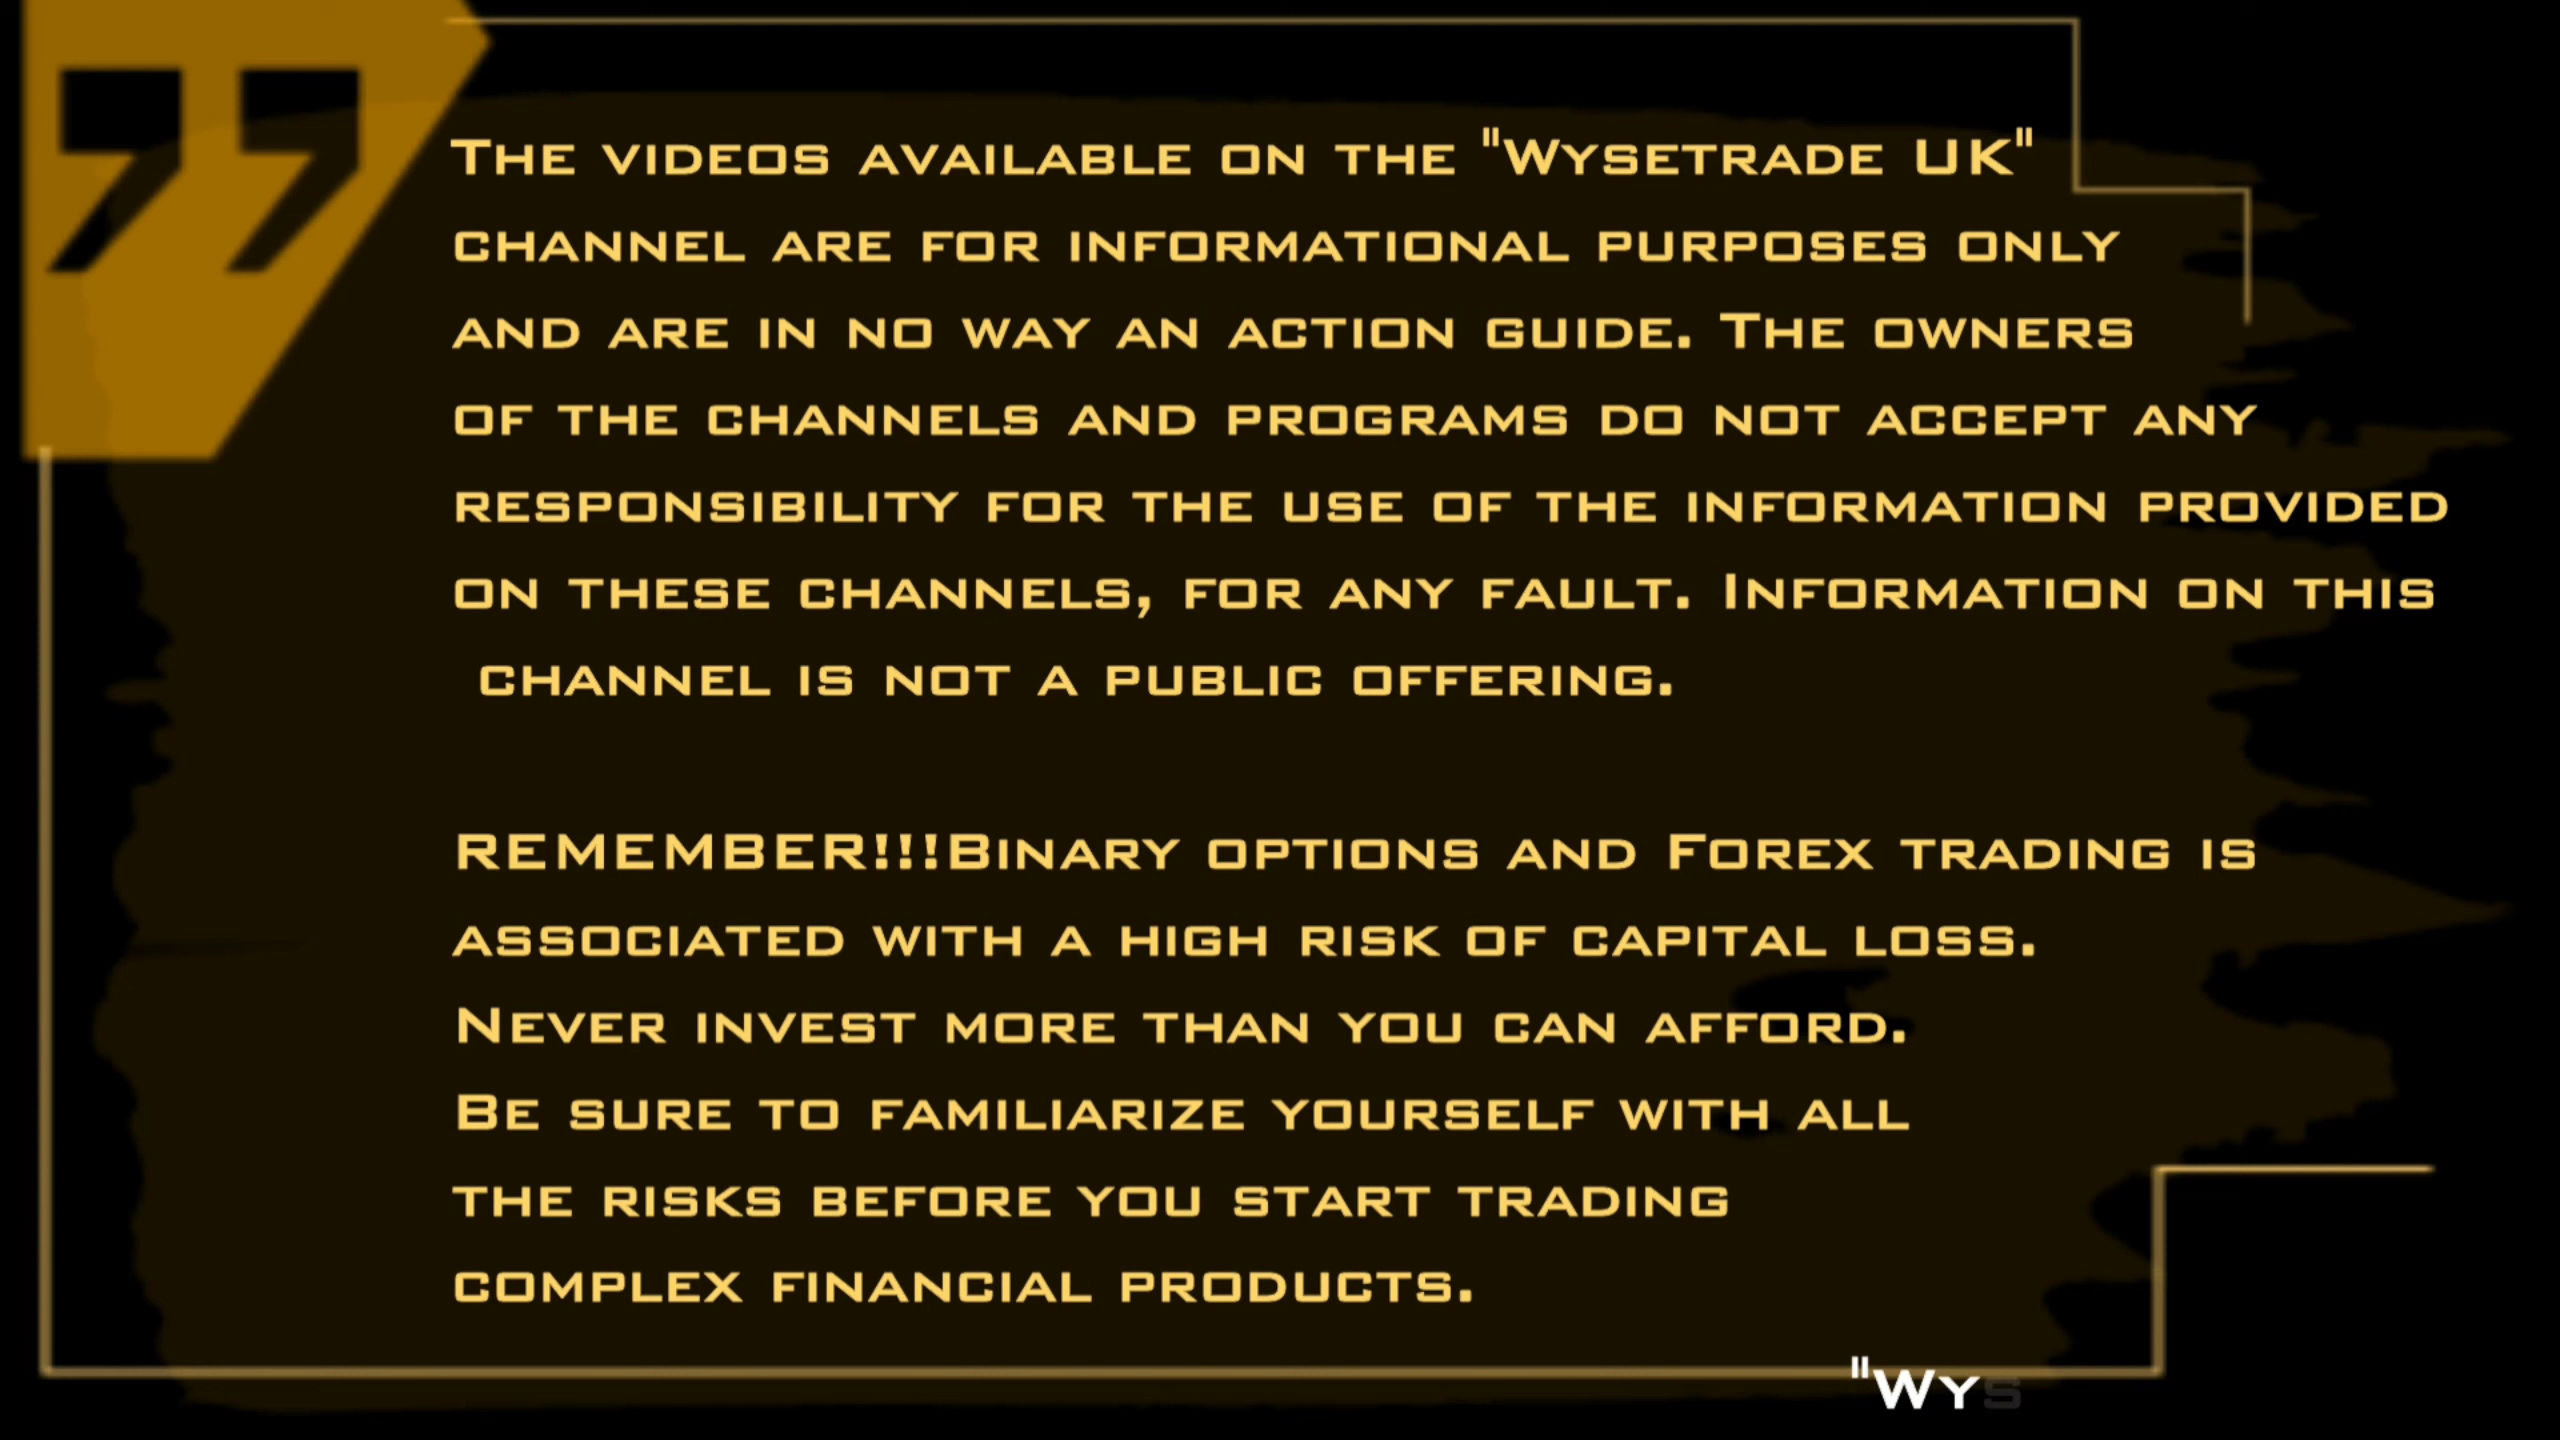 The videos available on the "Wysetrade UK"
channel are for informational purposes only
and are in no way an action guide. The owners
of the channels and programs do not accept any
responsibility for the use of the information provided
on these channels, for any fault. Information on this
channel is not a public offering.
REMEMBER!!!Binary options and Forex trading is
associated with a high risk of capital loss.
Never invest more than you can afford.
Be sure to familiarize yourself with all
the risks before you start trading
complex financial products.
"Wys